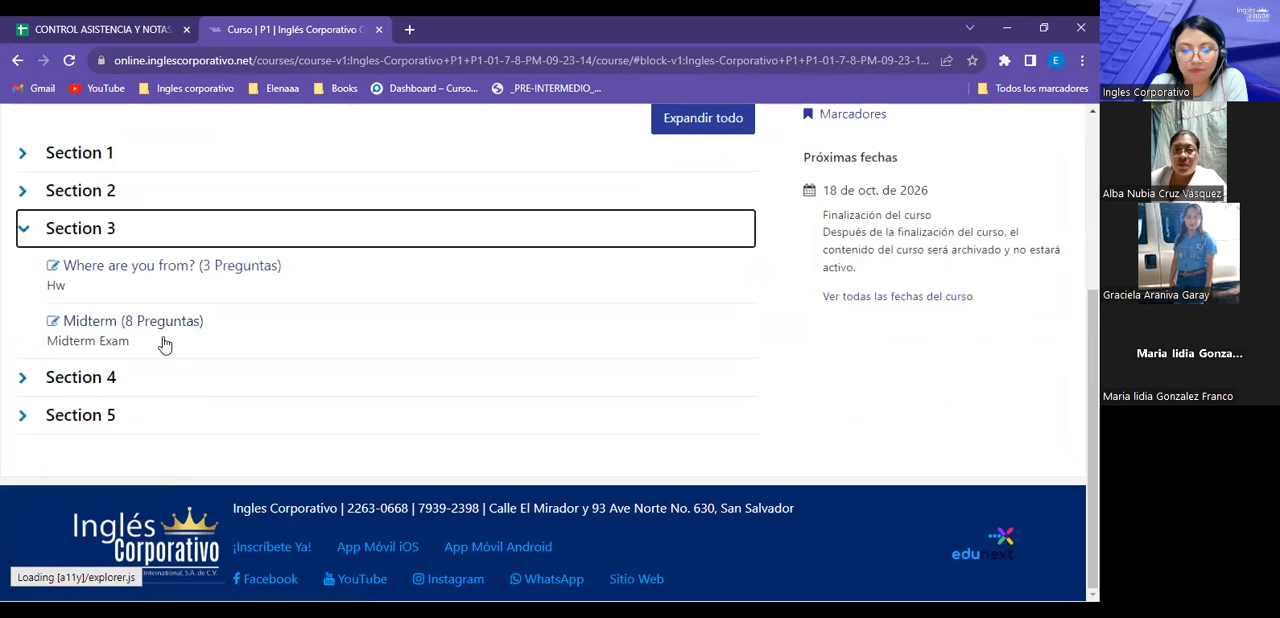 CONTROL ASISTENCIA Y NOTAS
Curso | P1 | Inglés Corporativo O
online.inglescorporativo.net/courses/course-v1:Ingles-Corporativo+P1+P1-01-7-8-PM-09-23-14/course/#block-v1:Ingles-Corporativo+P1+P1-01-7-8-PM-09-23-1...
E
Gmail
YouTube
Ingles corporativo
Elenaaa
Books
Dashboard – Curso...
_PRE-INTERMEDIO_...
Todos los marcadores
Expandir todo
Section 1
Section 2
Section 3
Where are you from? (3 Preguntas)
Hw
Midterm (8 Preguntas)
Midterm Exam
Section 4
Section 5
Marcadores
Próximas fechas
18 de oct. de 2026
Finalización del curso
Después de la finalización del curso, el
contenido del curso será archivado y no estará
activo.
Ver todas las fechas del curso
Inglés
Corporativo
International, S.A. de C.V.
Ingles Corporativo | 2263-0668 | 7939-2398 | Calle El Mirador y 93 Ave Norte No. 630, San Salvador
¡Inscríbete Ya!
App Móvil iOS
App Móvil Android
Facebook
YouTube
Instagram
WhatsApp
Sitio Web
edunext
Loading [a11y]/explorer.js
Inglés
Corporativo
Ingles Corporativo
Alba Nubia Cruz Vásquez
Graciela Araniva Garay
Maria lidia Gonza...
Maria lidia Gonzalez Franco